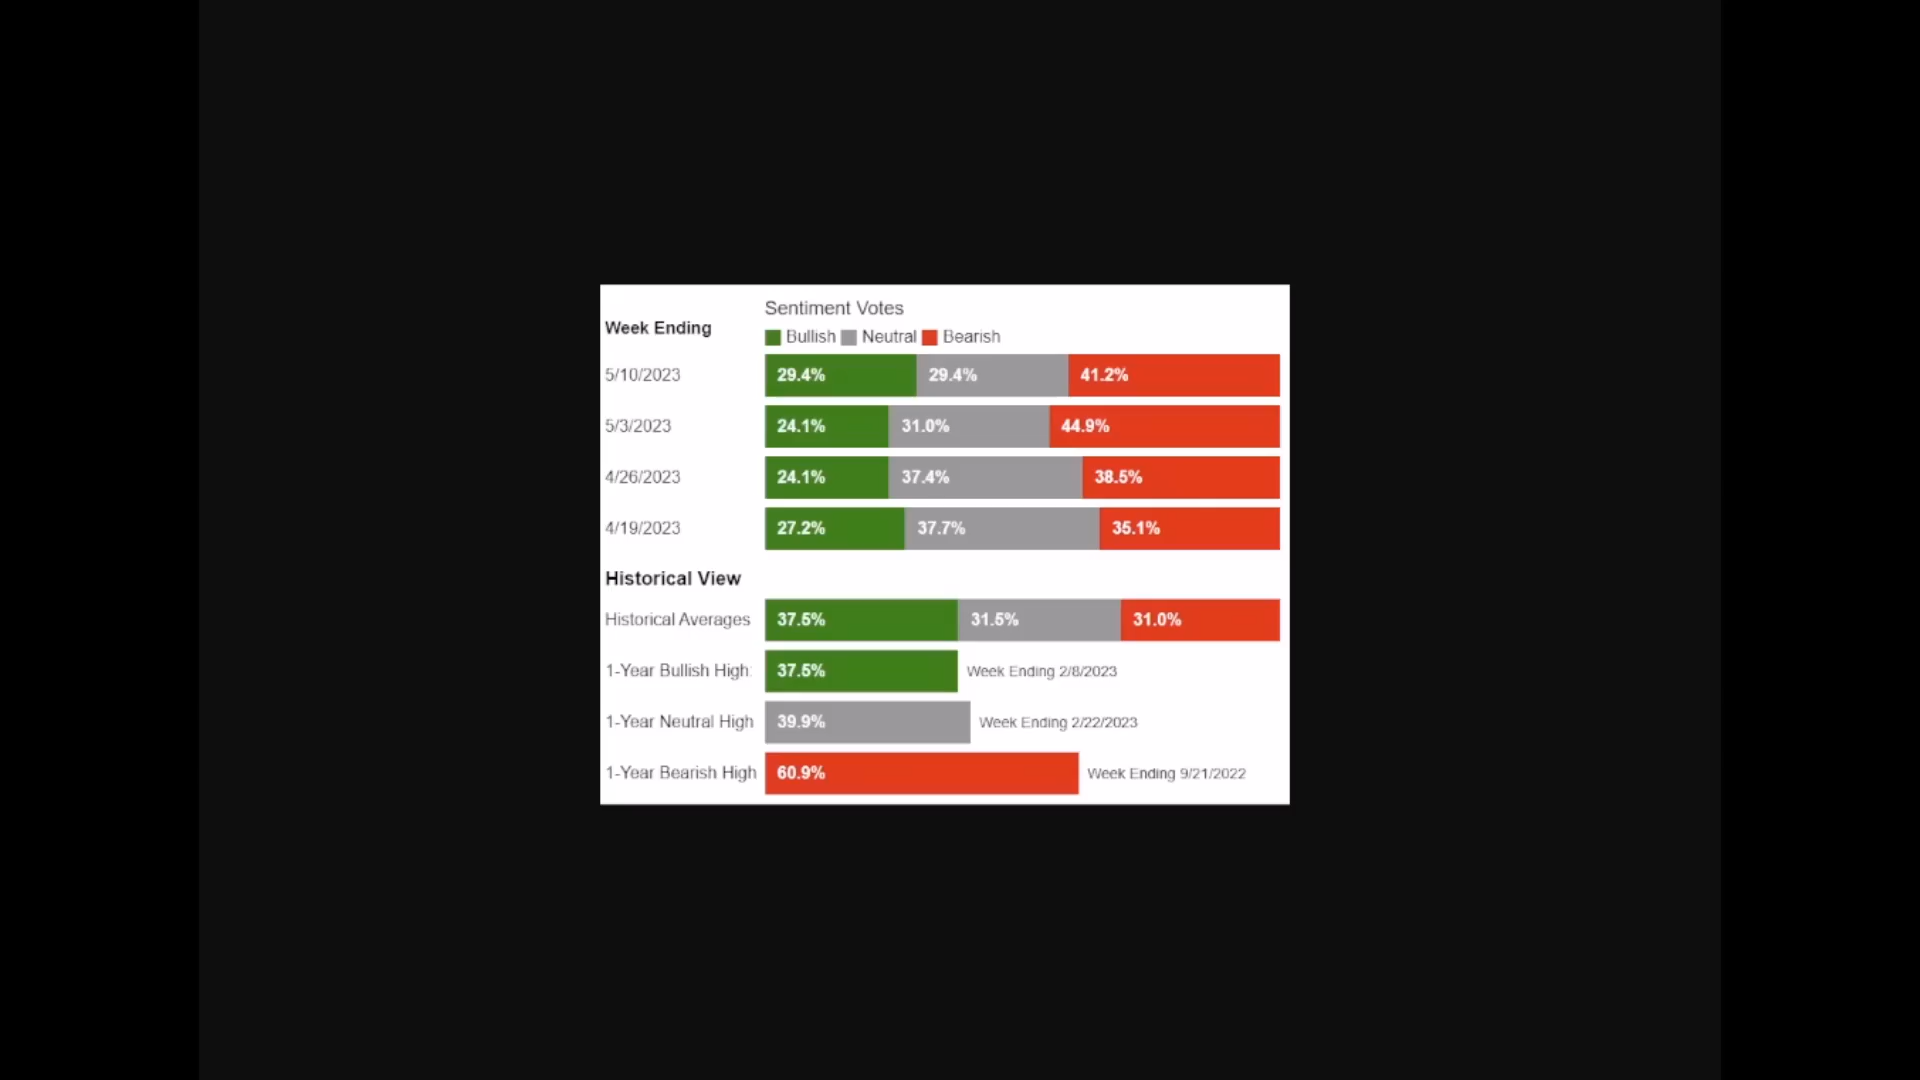 Sentiment Votes
Week Ending
Bullish Neutral Bearish
5/10/2023 29.4% 29.4% 41.2%
5/3/2023 24.1% 31.0% 44.9%
4/26/2023 24.1% 37.4% 38.5%
4/19/2023 27.2% 37.7% 35.1%
Historical View
Historical Averages 37.5% 31.5% 31.0%
1-Year Bullish High: 37.5% Week Ending 2/8/2023
1-Year Neutral High 39.9% Week Ending 2/22/2023
1-Year Bearish High 60.9% Week Ending 9/21/2022